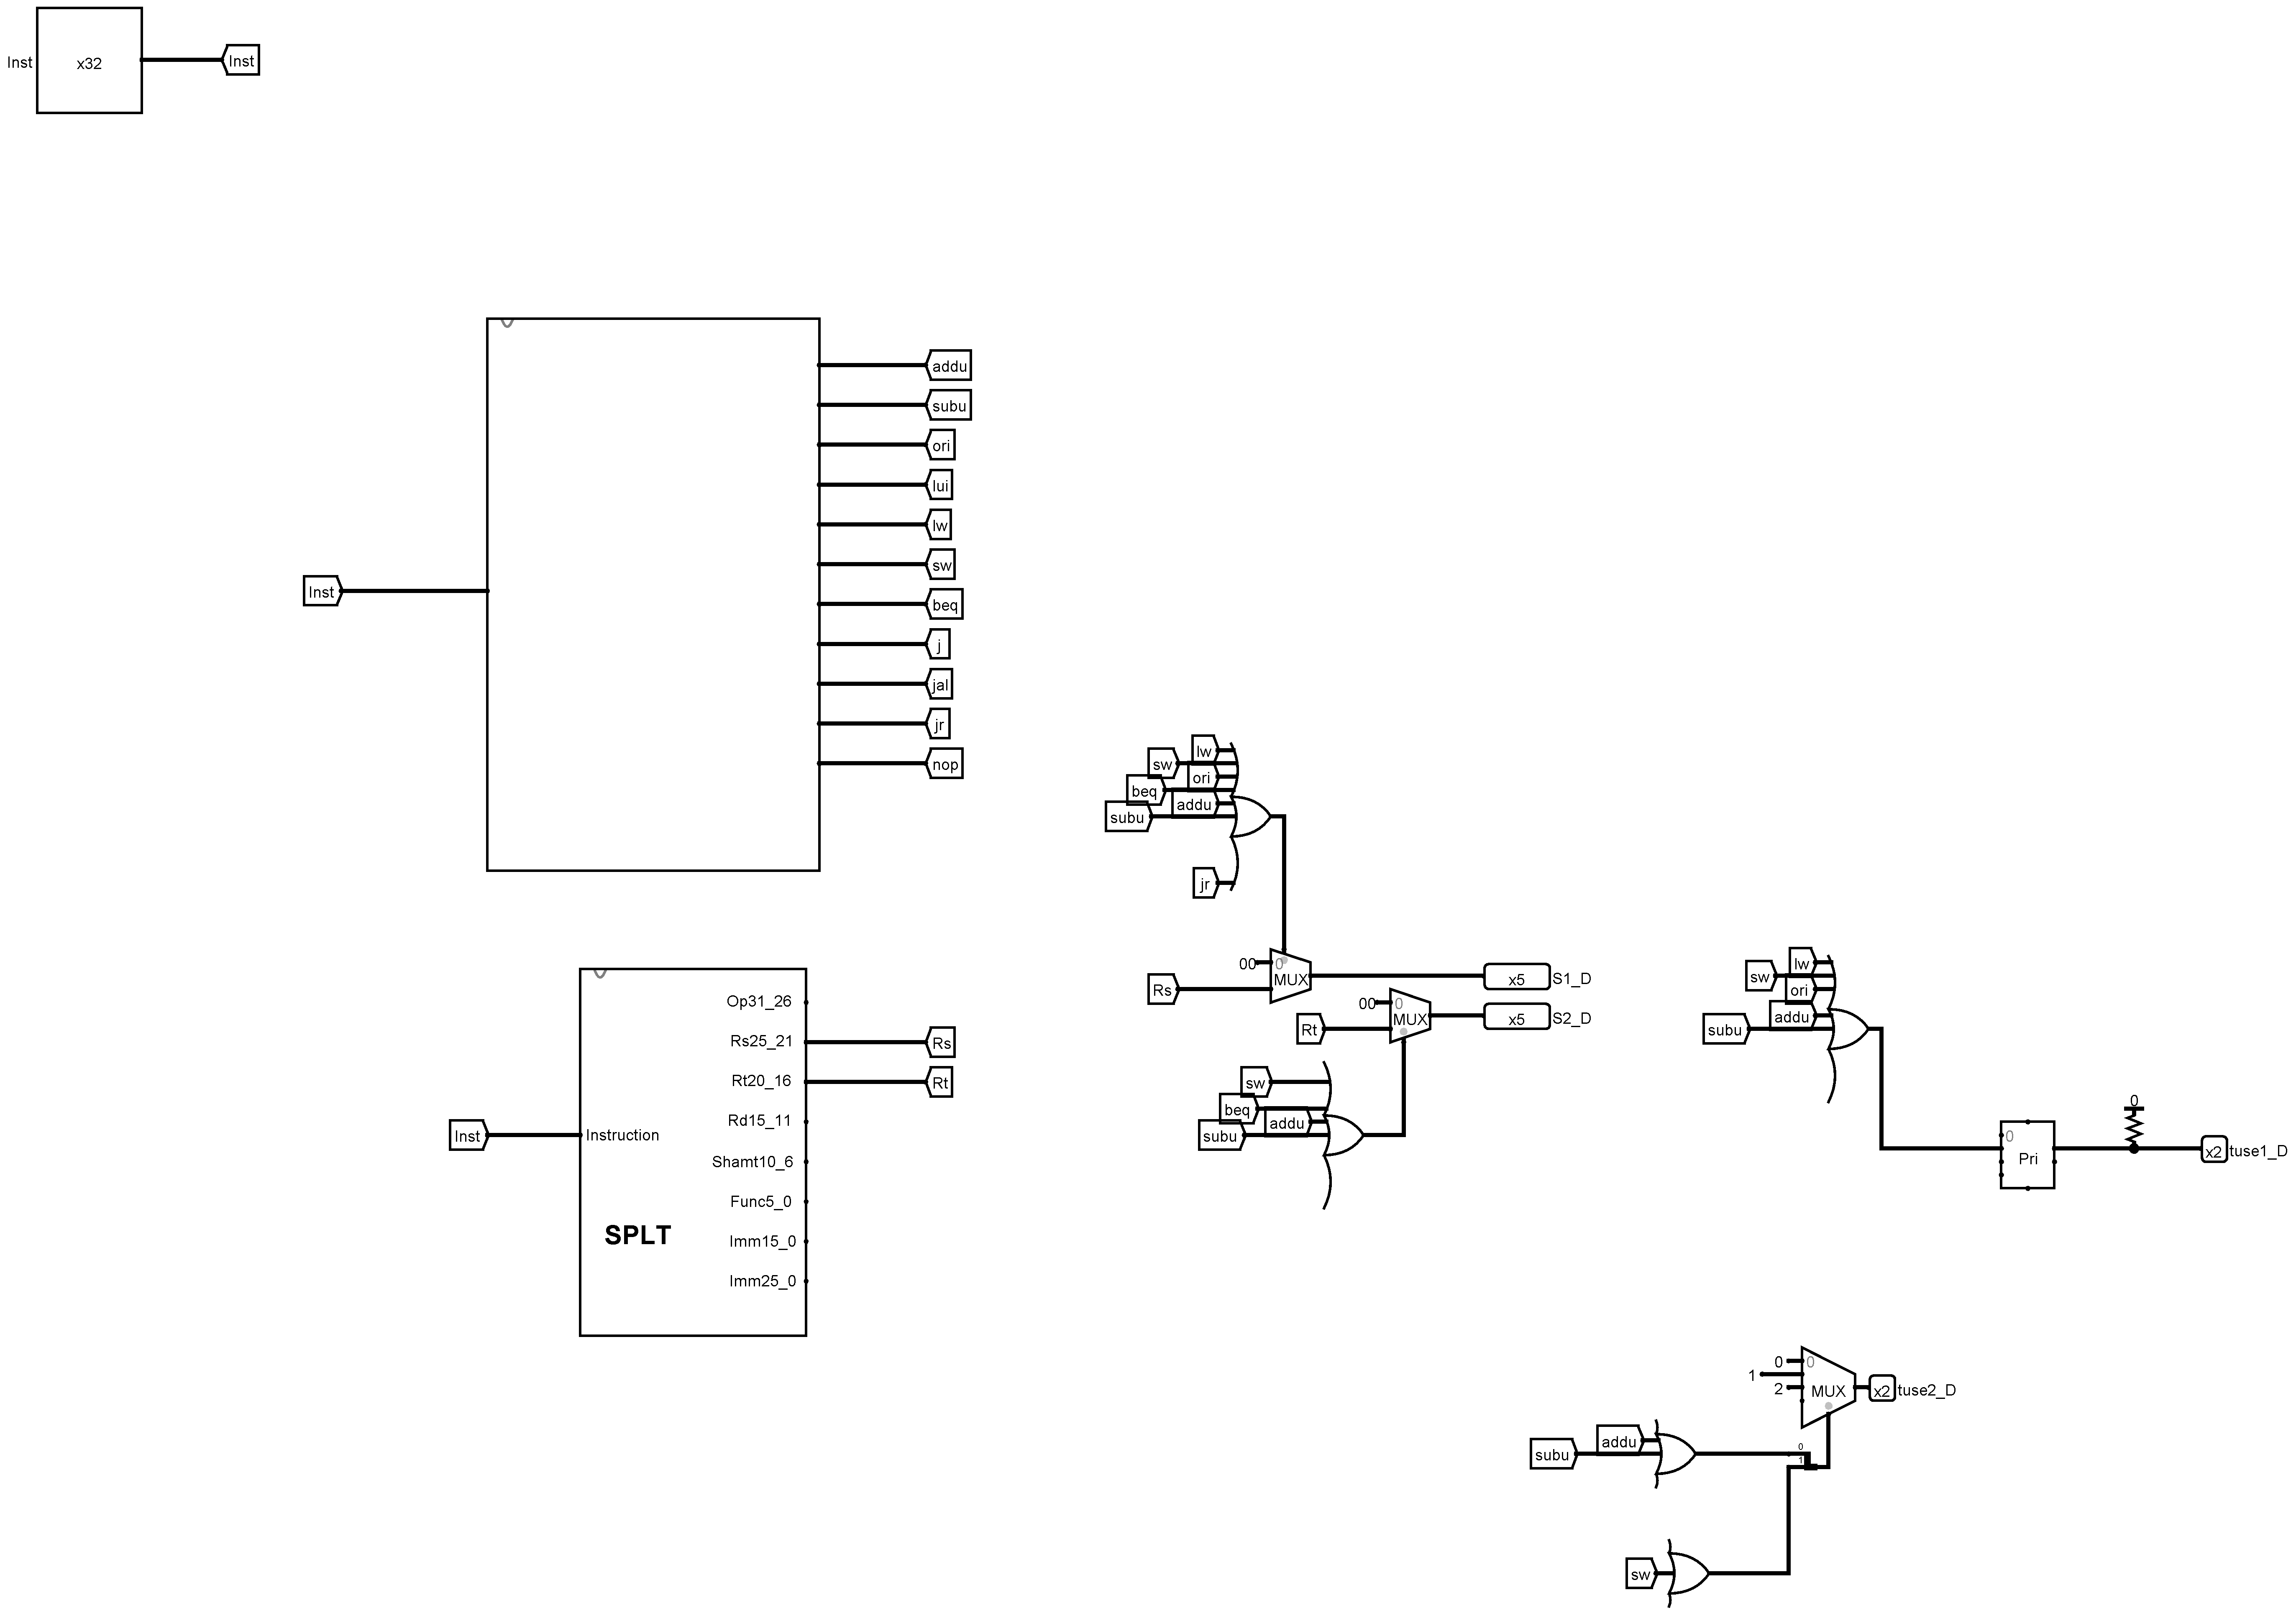 Inst
x32
Inst
addu
subu
ori
lui
lw
sw
Inst
beq
j
jal
jr
nop
lw
sw
ori
beq
addu
subu
jr
00
0
MUX
Rs
x5
S1_D
00
0
MUX
Rt
x5
S2_D
sw
beq
addu
subu
Op31_26
Rs25_21
Rs
Rt20_16
Rt
Rd15_11
Inst
Instruction
Shamt10_6
Func5_0
SPLT
Imm15_0
Imm25_0
lw
sw
ori
addu
subu
0
0
Pri
x2
tuse1_D
0
0
1
2
MUX
x2
tuse2_D
addu
subu
0
1
sw